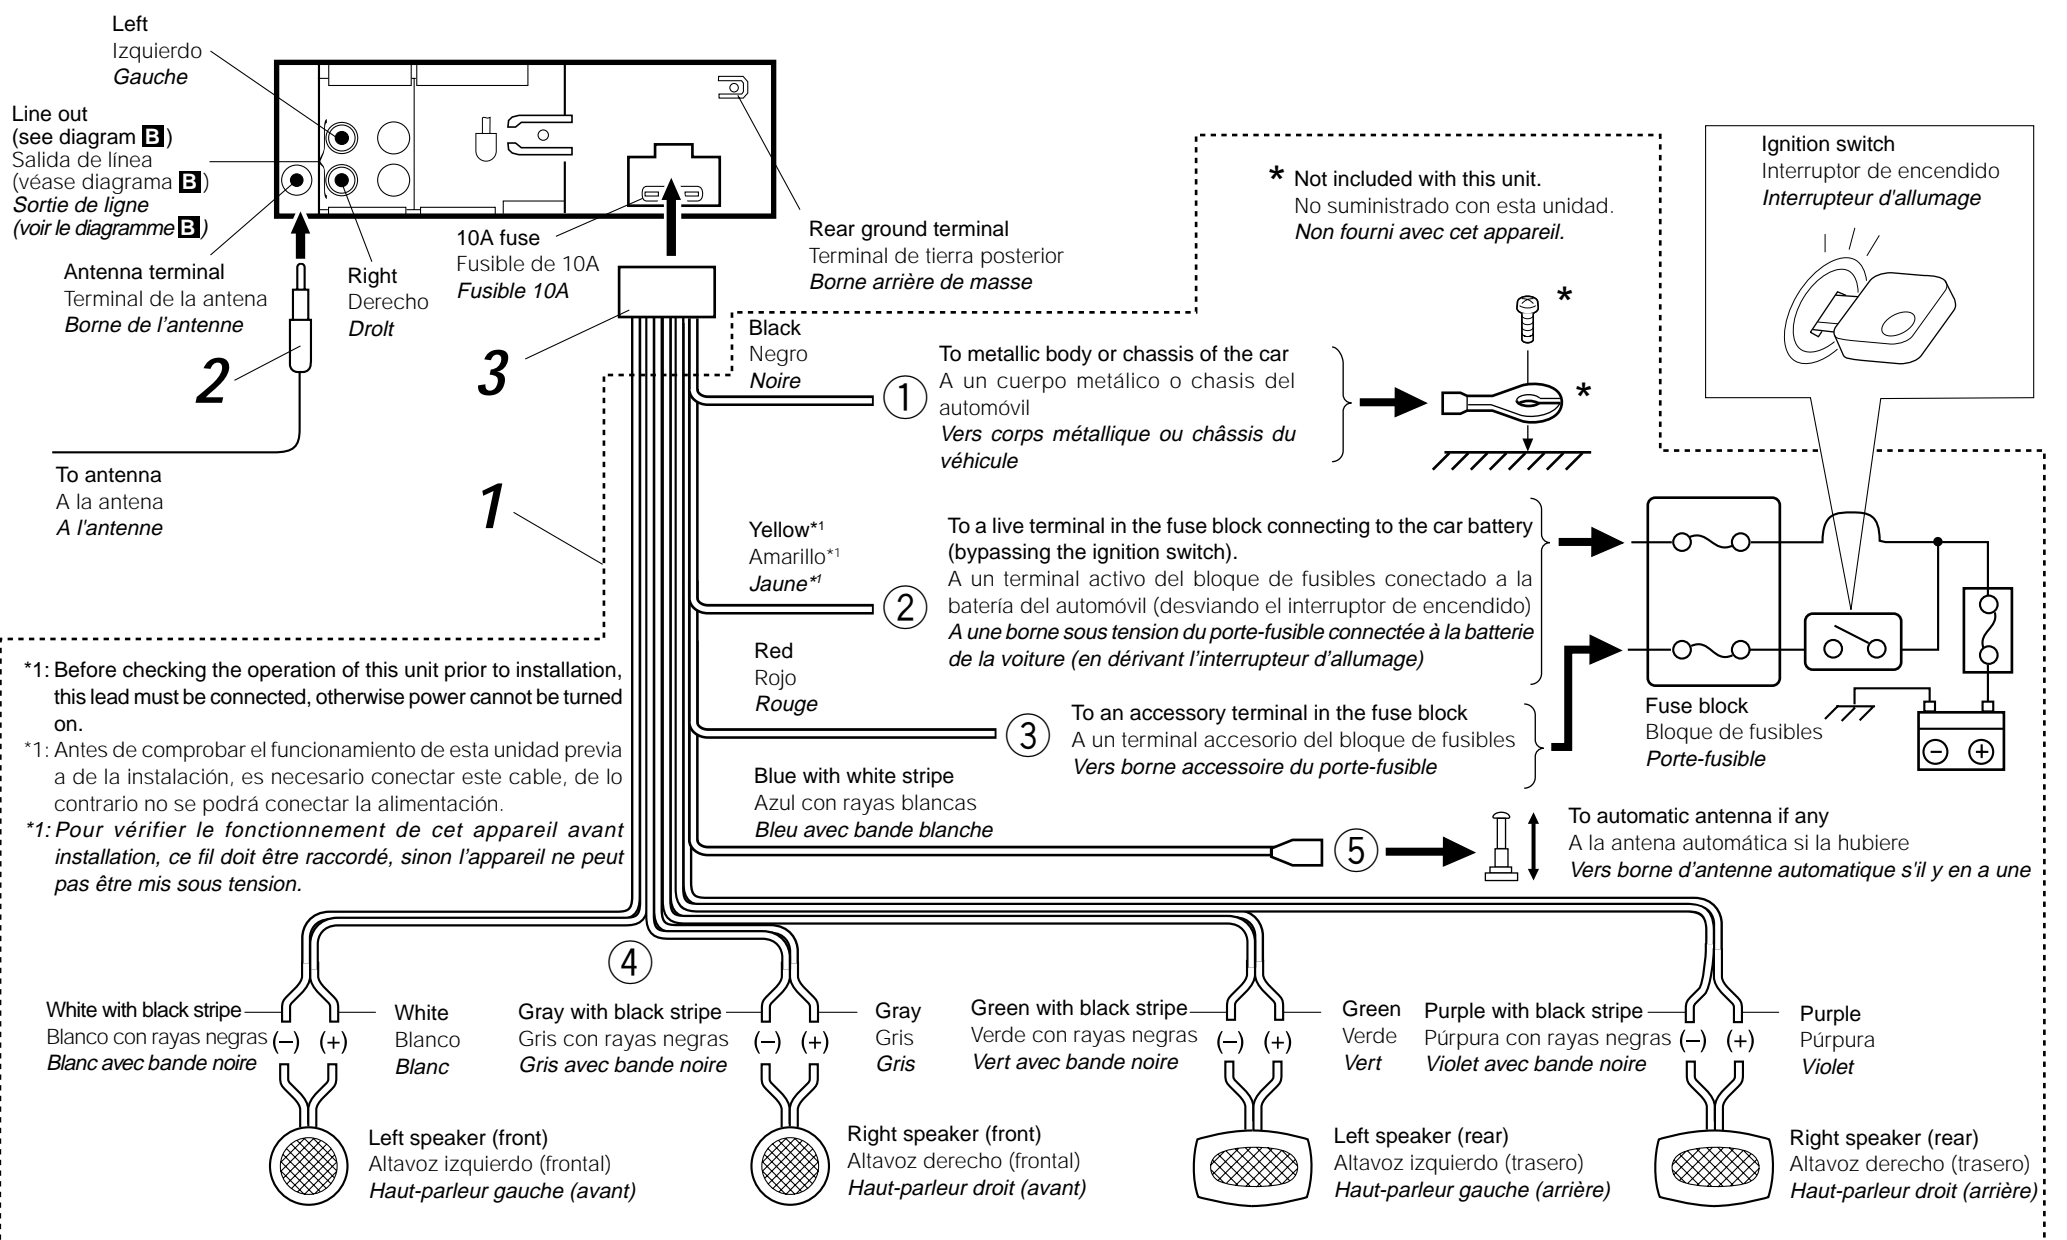 Left
Izquierdo
Gauche
Line out
(see diagram B)
Salida de línea
(véase diagrama B)
Sortie de ligne
(voir le diagramme B)
Antenna terminal
Terminal de la antena
Borne de l'antenne
Right
Derecho
Drolt
10A fuse
Fusible de 10A
Fusible 10A
Rear ground terminal
Terminal de tierra posterior
Borne arrière de masse
* Not included with this unit.
No suministrado con esta unidad.
Non fourni avec cet appareil.
Ignition switch
Interruptor de encendido
Interrupteur d'allumage
2
3
1
To antenna
A la antena
A l'antenne
Black
Negro
Noire
①
To metallic body or chassis of the car
A un cuerpo metálico o chasis del
automóvil
Vers corps métallique ou châssis du
véhicule
*
*
Yellow*1
Amarillo*1
Jaune*1
②
To a live terminal in the fuse block connecting to the car battery
(bypassing the ignition switch).
A un terminal activo del bloque de fusibles conectado a la
batería del automóvil (desviando el interruptor de encendido)
A une borne sous tension du porte-fusible connectée à la batterie
de la voiture (en dérivant l'interrupteur d'allumage)
Red
Rojo
Rouge
③
To an accessory terminal in the fuse block
A un terminal accesorio del bloque de fusibles
Vers borne accessoire du porte-fusible
Fuse block
Bloque de fusibles
Porte-fusible
− +
*1: Before checking the operation of this unit prior to installation,
this lead must be connected, otherwise power cannot be turned
on.
*1: Antes de comprobar el funcionamiento de esta unidad previa
a de la instalación, es necesario conectar este cable, de lo
contrario no se podrá conectar la alimentación.
*1: Pour vérifier le fonctionnement de cet appareil avant
installation, ce fil doit être raccordé, sinon l'appareil ne peut
pas être mis sous tension.
Blue with white stripe
Azul con rayas blancas
Bleu avec bande blanche
⑤
To automatic antenna if any
A la antena automática si la hubiere
Vers borne d'antenne automatique s'il y en a une
④
White with black stripe
Blanco con rayas negras
Blanc avec bande noire
(−) (+)
White
Blanco
Blanc
Gray with black stripe
Gris con rayas negras
Gris avec bande noire
(−) (+)
Gray
Gris
Gris
Green with black stripe
Verde con rayas negras
Vert avec bande noire
(−) (+)
Green
Verde
Vert
Purple with black stripe
Púrpura con rayas negras
Violet avec bande noire
(−) (+)
Purple
Púrpura
Violet
Left speaker (front)
Altavoz izquierdo (frontal)
Haut-parleur gauche (avant)
Right speaker (front)
Altavoz derecho (frontal)
Haut-parleur droit (avant)
Left speaker (rear)
Altavoz izquierdo (trasero)
Haut-parleur gauche (arrière)
Right speaker (rear)
Altavoz derecho (trasero)
Haut-parleur droit (arrière)